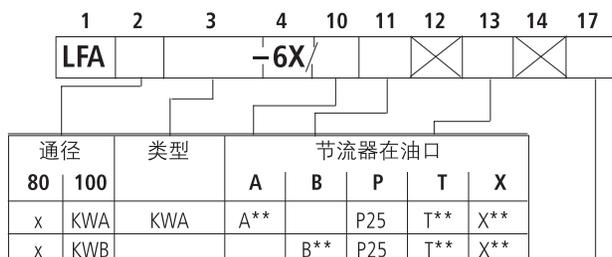 1 2 3 4 10 11 12 13 14 17
LFA -6X/
通径 类型 节流器在油口
80 100 A B P T X
x KWA KWA A** P25 T** X**
x KWB B** P25 T** X**